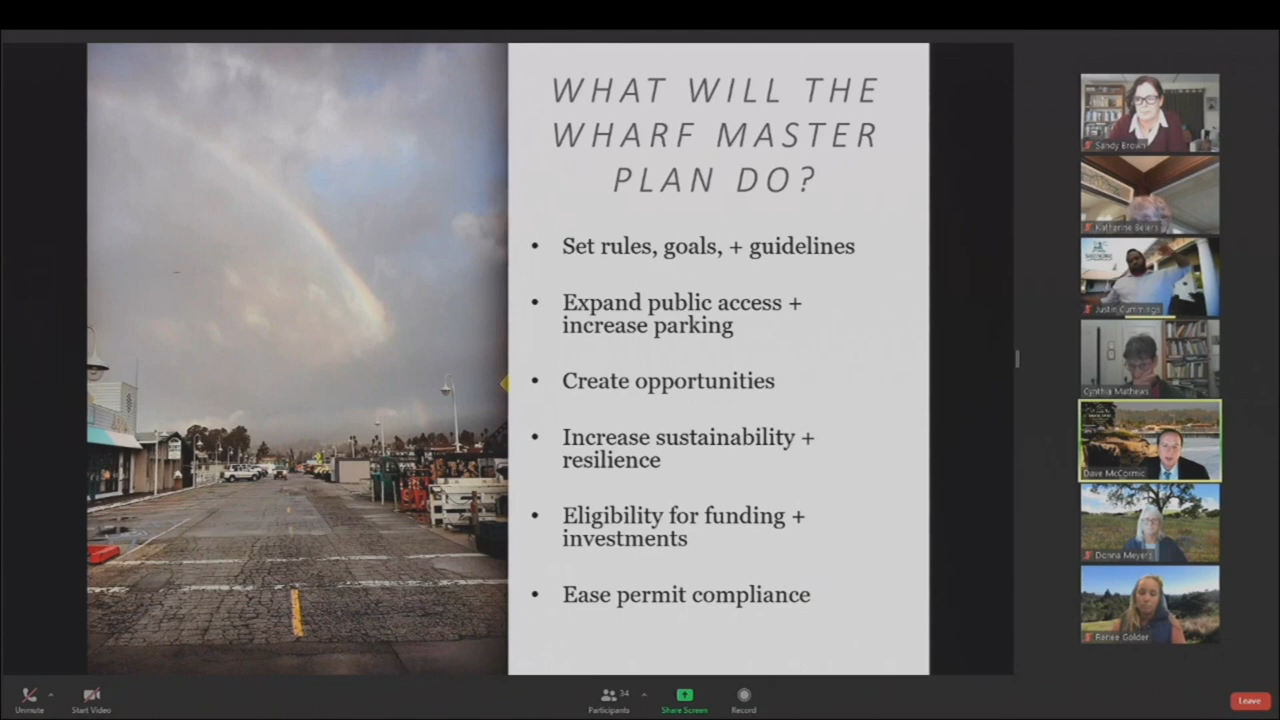 WHAT WILL THE
WHARF MASTER
PLAN DO?
• Set rules, goals, + guidelines
• Expand public access +
increase parking
• Create opportunities
• Increase sustainability +
resilience
• Eligibility for funding +
investments
• Ease permit compliance
Sandy Brown
Katherine Beiers
Justin Cummings
Cynthia Mathews
Dave McCormic
Donna Meyers
Renee Golder
Unmute
Start Video
34
Participants
Share Screen
Record
Leave